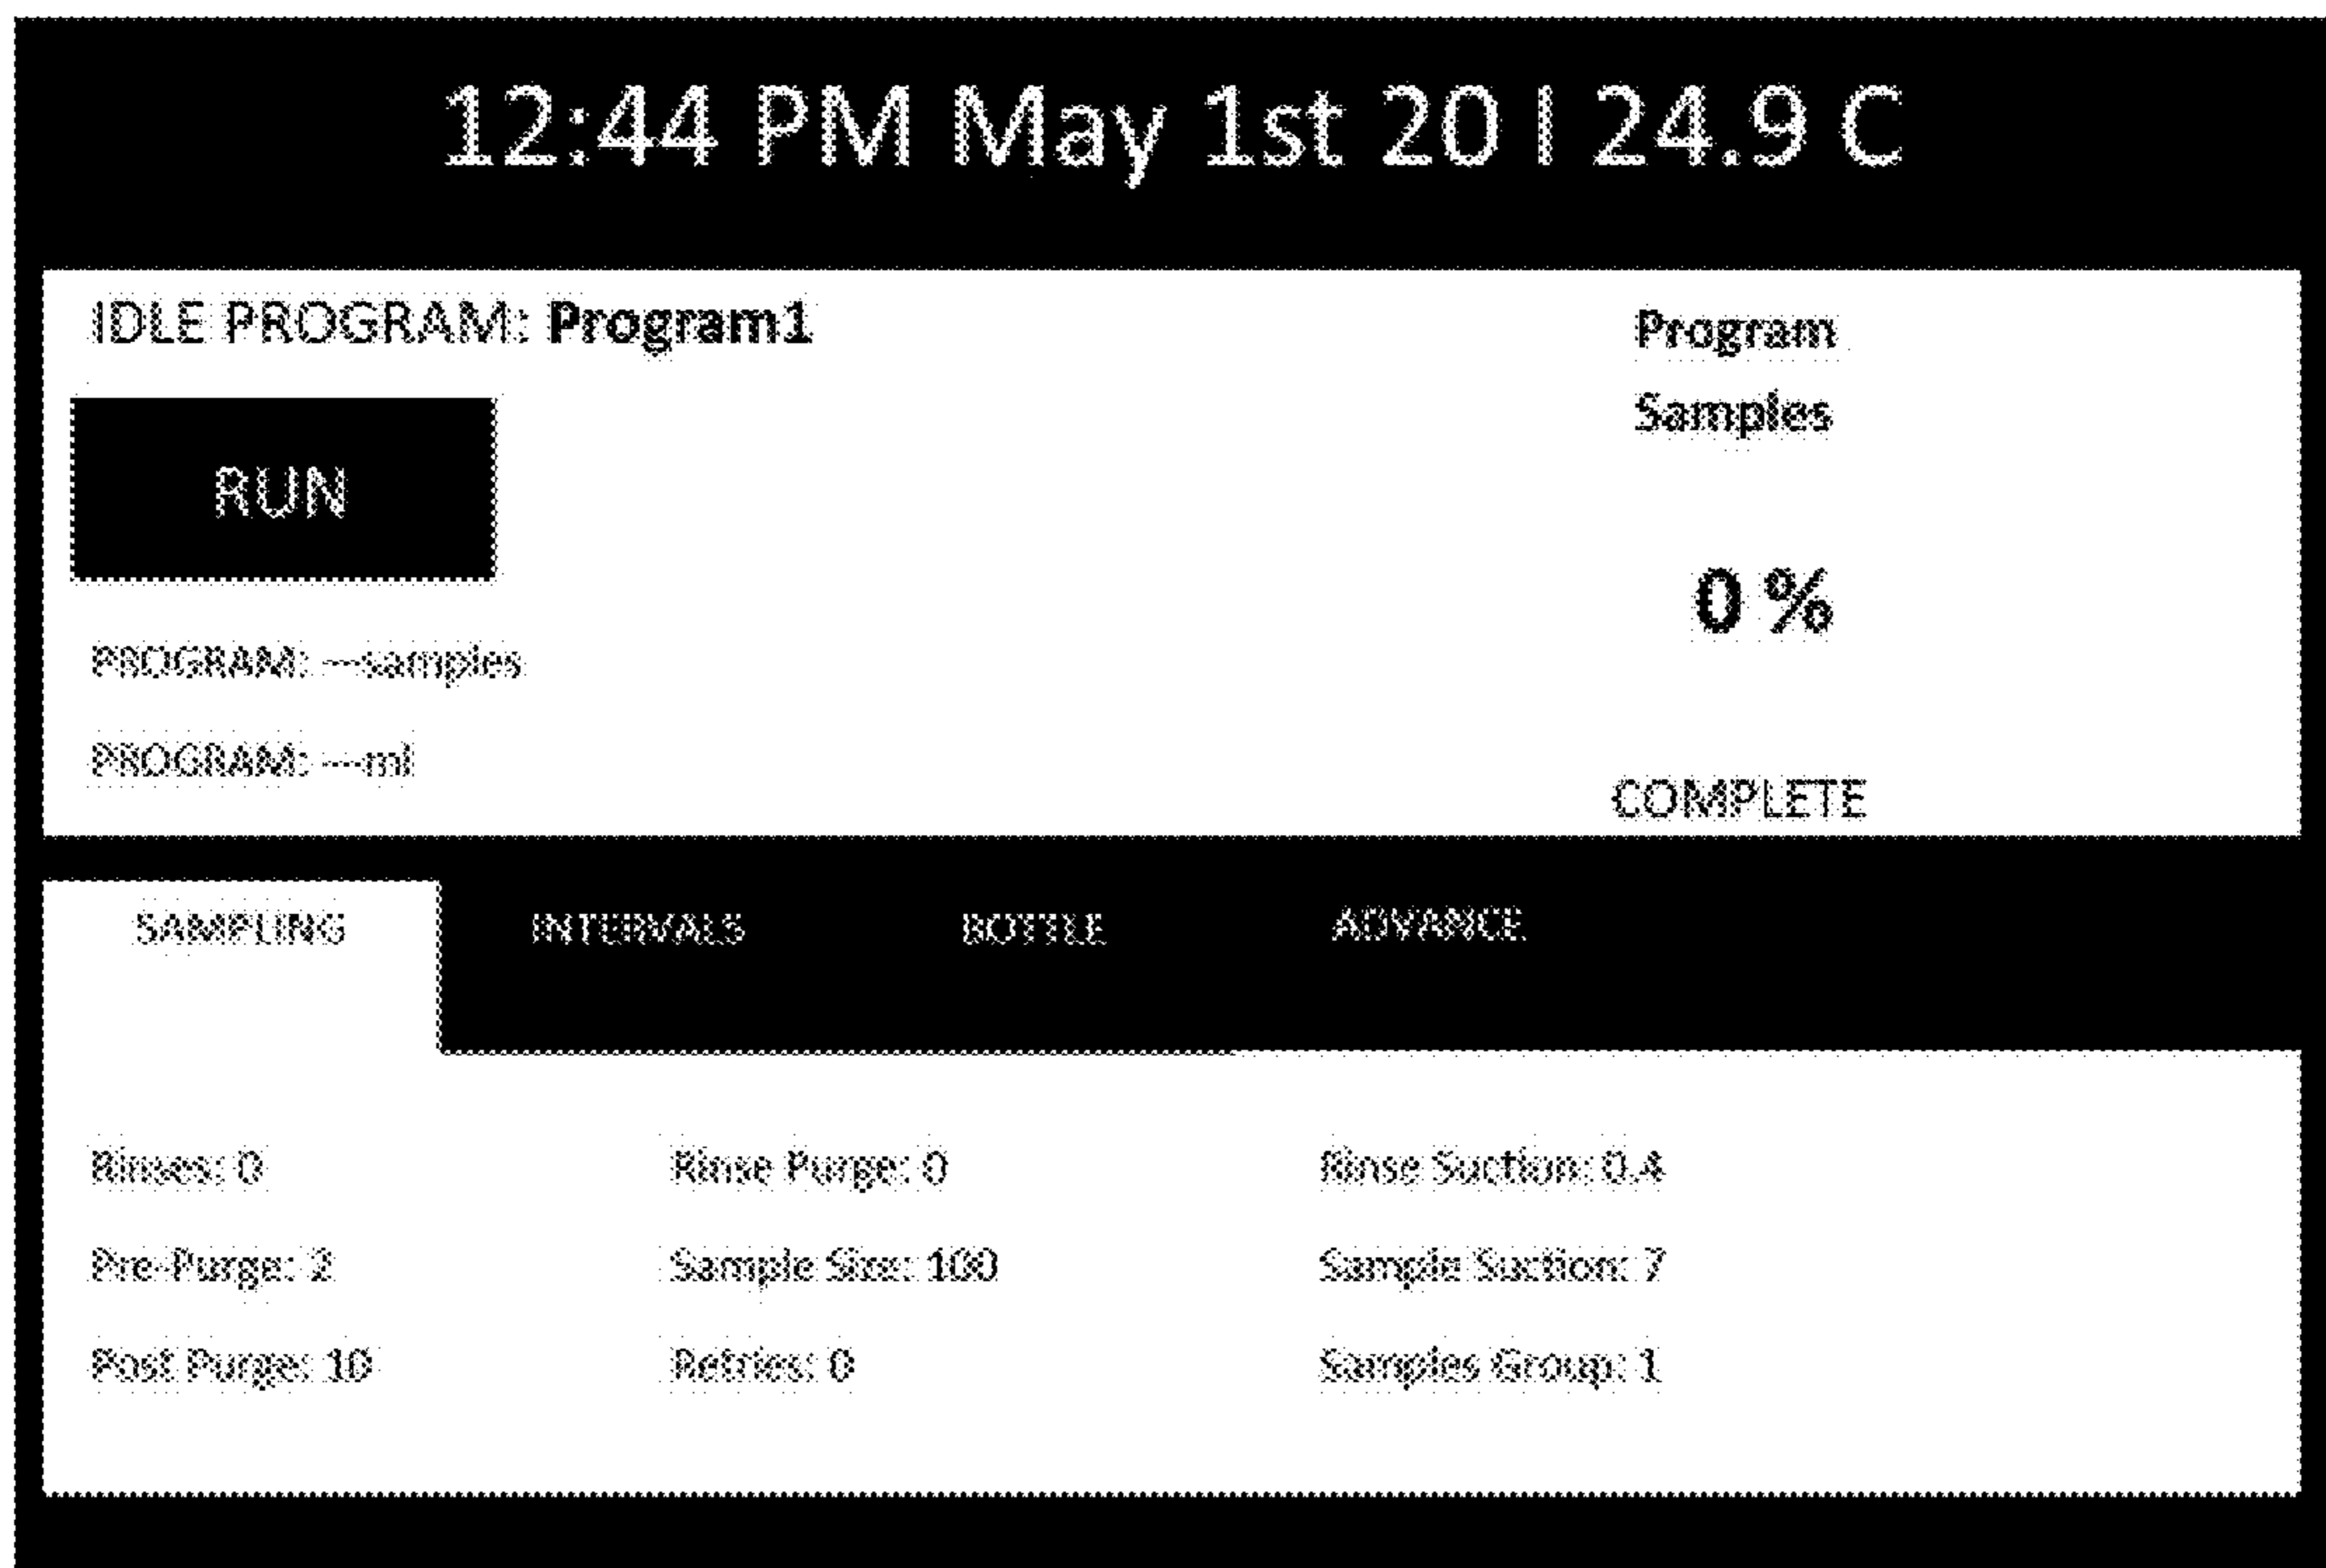 12:44 PM May 1st 20 I 24.9 C
IDLE PROGRAM: Program1
RUN
PROGRAM: ---samples
PROGRAM: ---ml
Program
Samples
0 %
COMPLETE
SAMPLING INTERVALS BOTTLE ADVANCE
Rinses: 0 Rinse Purge: 0 Rinse Suction: 0.4
Pre-Purge: 2 Sample Size: 100 Sample Suction: 7
Post Purge: 10 Retries: 0 Samples Group: 1